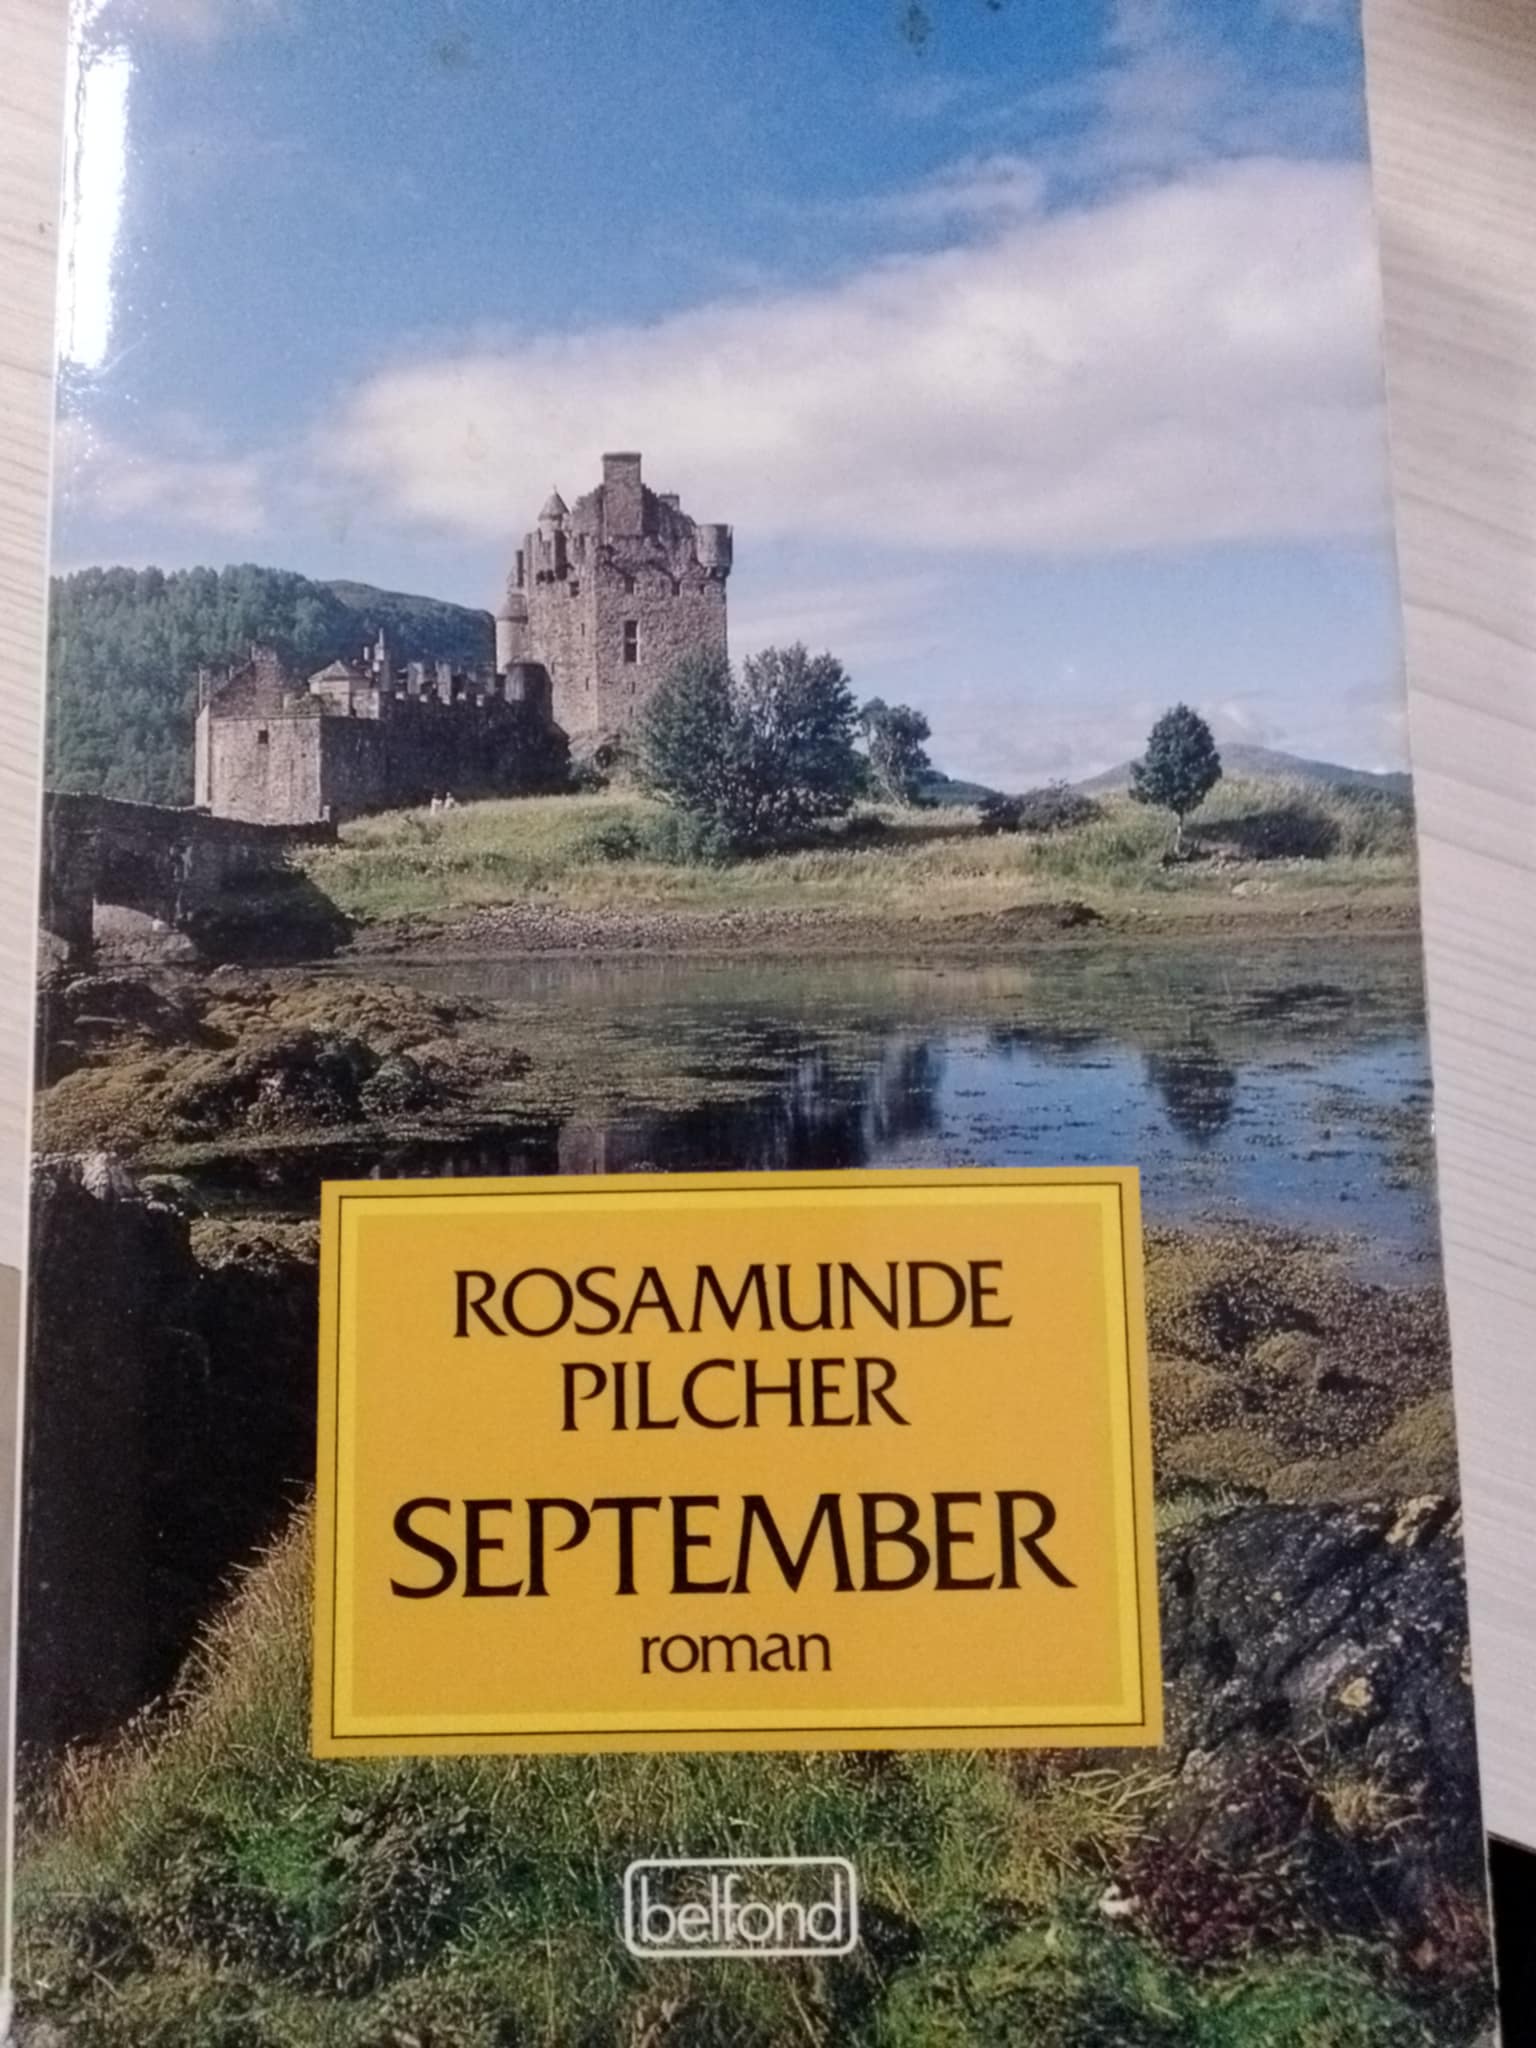 ROSAMUNDE
PILCHER
SEPTEMBER
roman
belfond